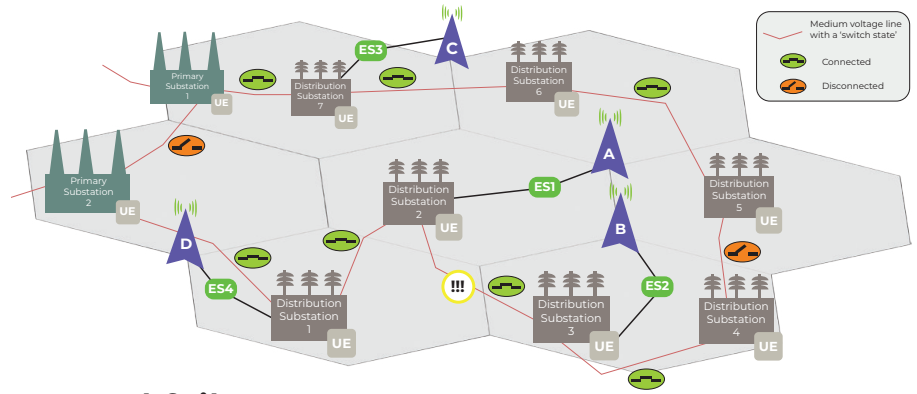 C
ES3
Medium voltage line
with a 'switch state'
Connected
Disconnected
Primary
Substation
1
UE
Distribution
Substation
7
UE
Distribution
Substation
6
UE
A
Primary
Substation
2
UE
Distribution
Substation
2
UE
ES1
Distribution
Substation
5
UE
D
B
ES4
!!!
ES2
Distribution
Substation
1
UE
Distribution
Substation
3
UE
Distribution
Substation
4
UE